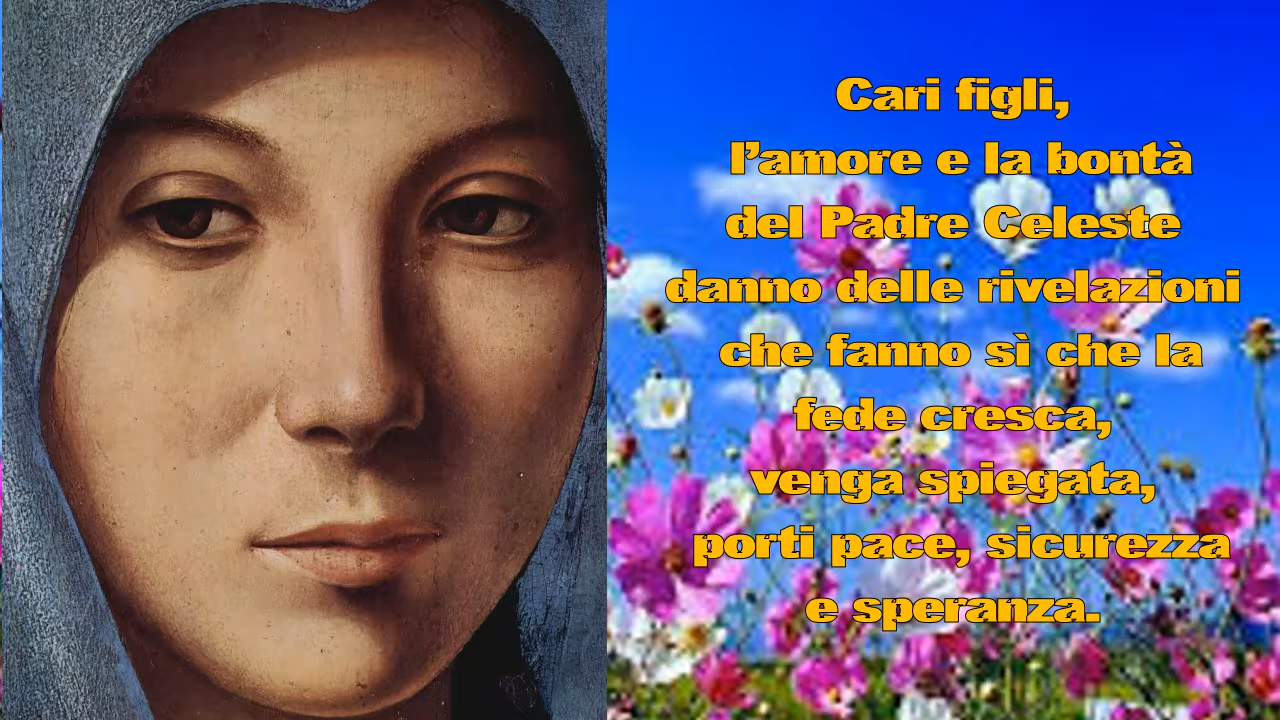 Cari figli,
l’amore e la bontà
del Padre Celeste
danno delle rivelazioni
che fanno sì che la
fede cresca,
venga spiegata,
porti pace, sicurezza
e speranza.